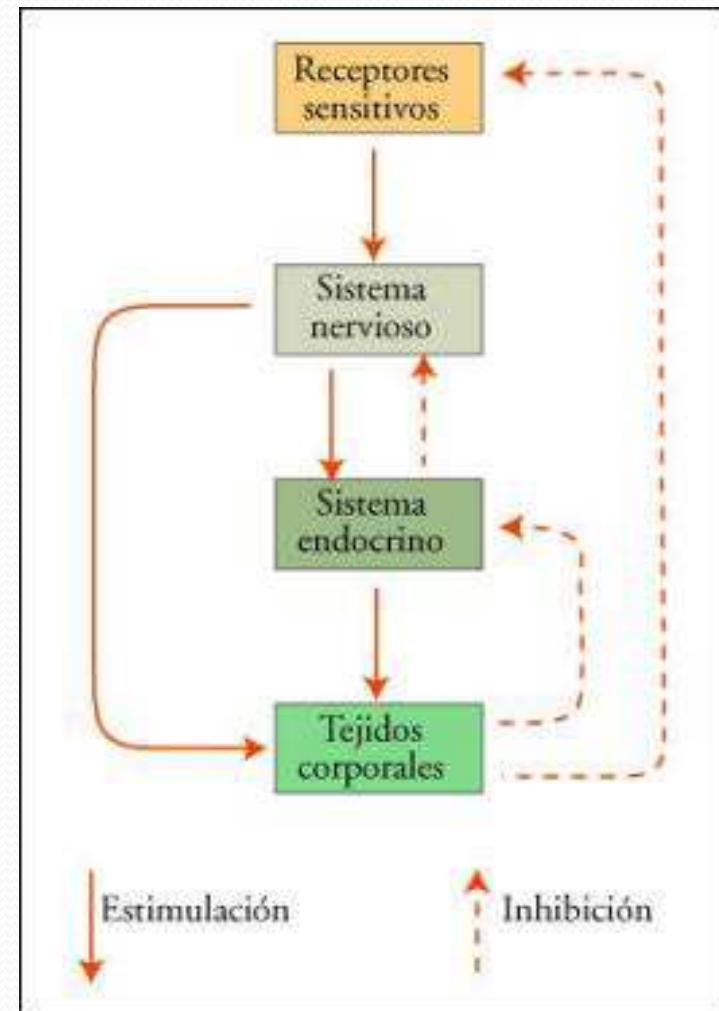 Receptores
sensitivos
Sistema
nervioso
Sistema
endocrino
Tejidos
corporales
Estimulación
Inhibición